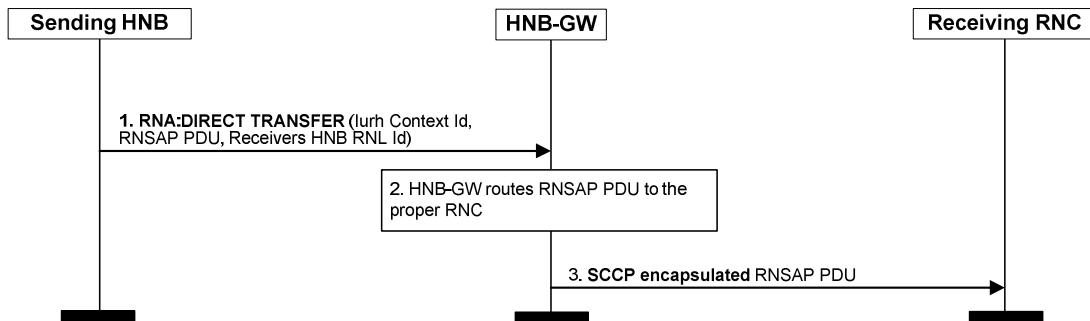 Sending HNB
HNB-GW
Receiving RNC
1. RNA:DIRECT TRANSFER (Iurh Context Id,
RNSAP PDU, Receivers HNB RNL Id)
2. HNB-GW routes RNSAP PDU to the
proper RNC
3. SCCP encapsulated RNSAP PDU